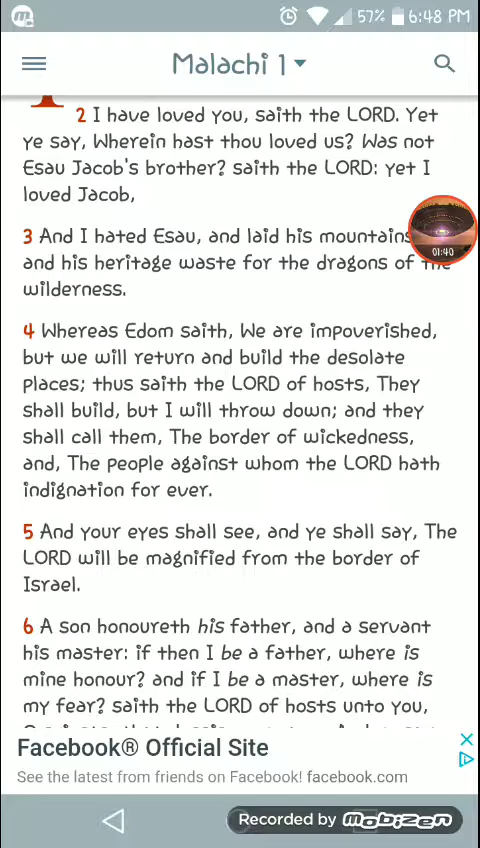 57% 6:48 PM
Malachi 1
2 I have loved you, saith the LORD. Yet
ye say, Wherein hast thou loved us? Was not
Esau Jacob's brother? saith the LORD: yet I
loved Jacob,
3 And I hated Esau, and laid his mountains
01:40
and his heritage waste for the dragons of the
wilderness.
4 Whereas Edom saith, We are impoverished,
but we will return and build the desolate
places; thus saith the LORD of hosts, They
shall build, but I will throw down; and they
shall call them, The border of wickedness,
and, The people against whom the LORD hath
indignation for ever.
5 And your eyes shall see, and ye shall say, The
LORD will be magnified from the border of
Israel.
6 A son honoureth his father, and a servant
his master: if then I be a father, where is
mine honour? and if I be a master, where is
my fear? saith the LORD of hosts unto you,
Facebook® Official Site
See the latest from friends on Facebook! facebook.com
Recorded by mobizen